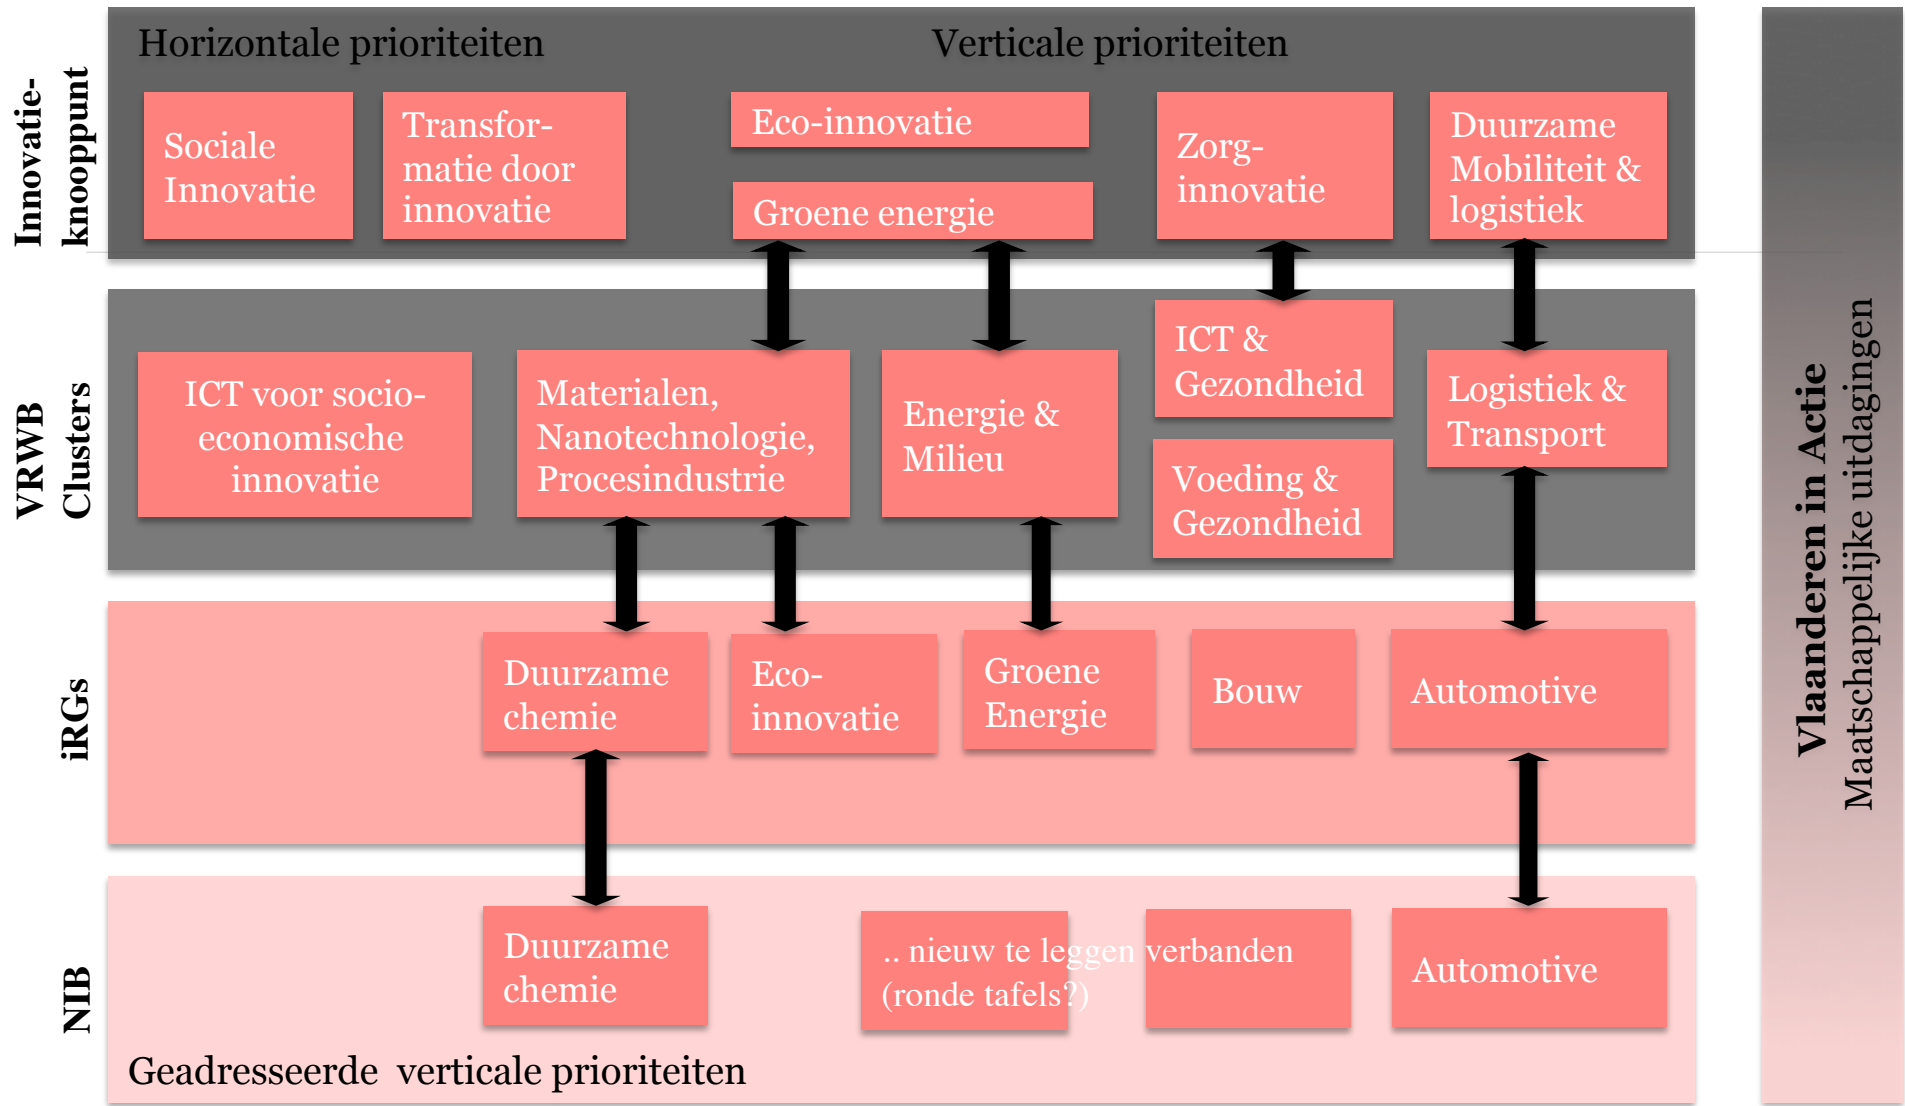 Innovatie-
knooppunt
Horizontale prioriteiten
Verticale prioriteiten
Sociale
Innovatie
Transfor-
matie door
innovatie
Eco-innovatie
Groene energie
Zorg-
innovatie
Duurzame
Mobiliteit &
logistiek
VRWB
Clusters
ICT voor socio-
economische
innovatie
Materialen,
Nanotechnologie,
Procesindustrie
Energie &
Milieu
ICT &
Gezondheid
Voeding &
Gezondheid
Logistiek &
Transport
iRGs
Duurzame
chemie
Eco-
innovatie
Groene
Energie
Bouw
Automotive
NIB
Duurzame
chemie
.. nieuw te leggen verbanden
(ronde tafels?)
Automotive
Geadresseerde  verticale prioriteiten
Vlaanderen in Actie
Maatschappelijke uitdagingen